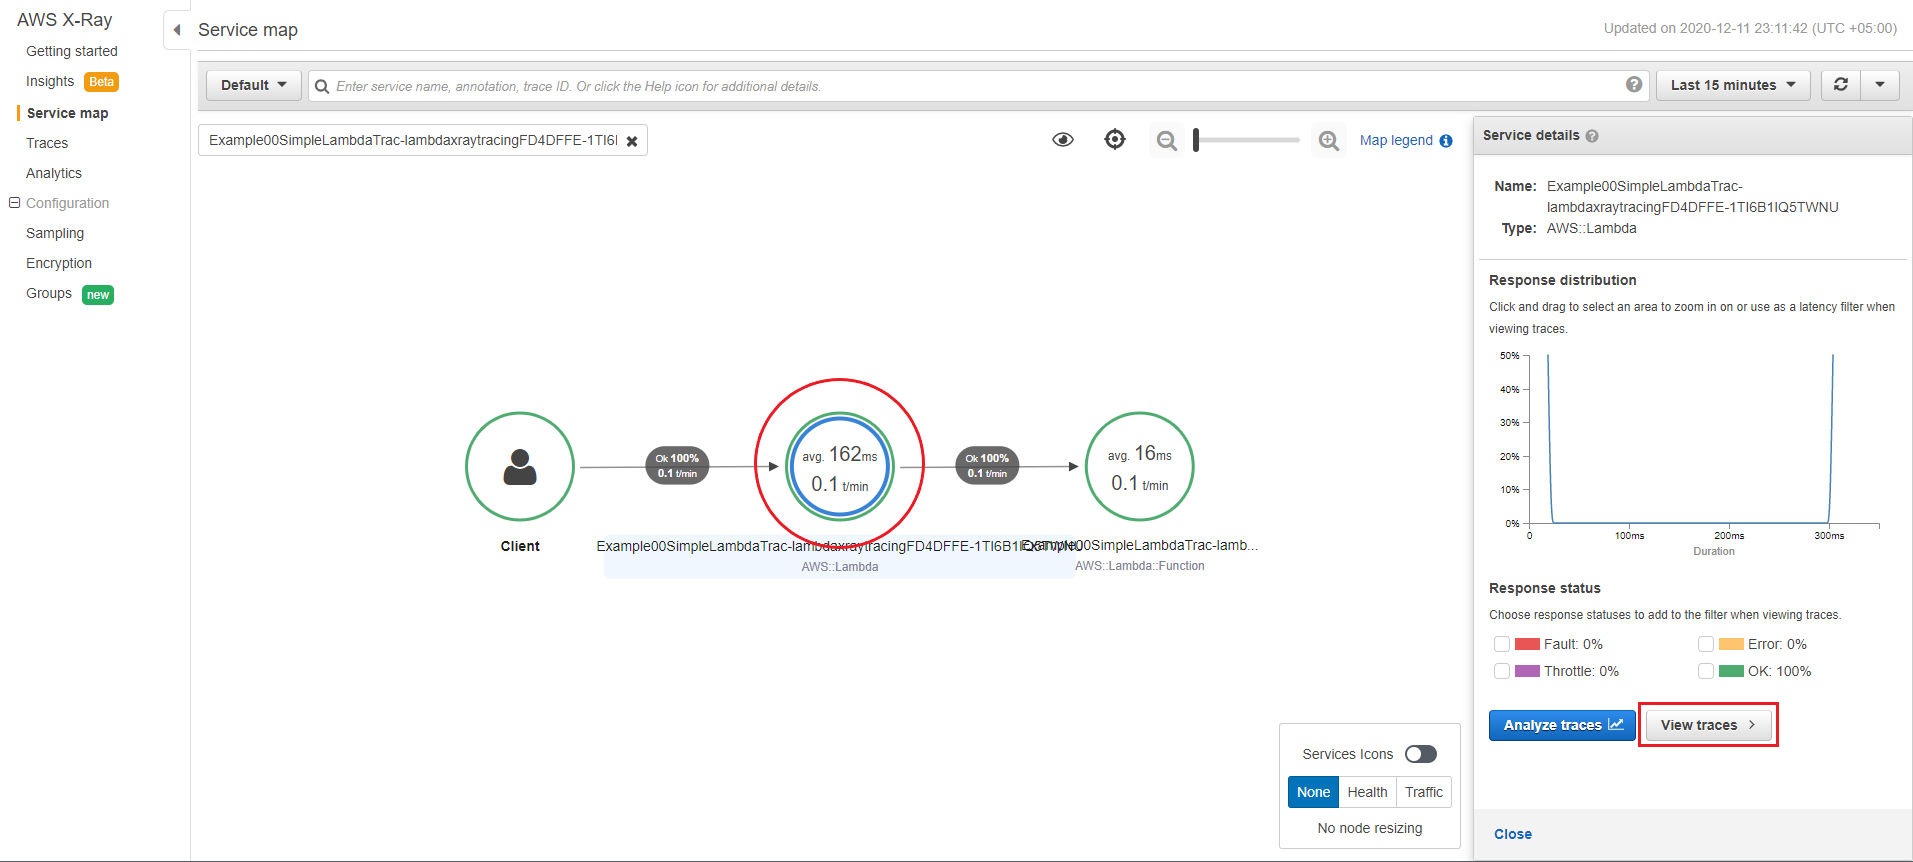 AWS X-Ray
Getting started
Insights Beta
Service map
Traces
Analytics
Configuration
Sampling
Encryption
Groups new
Service map
Updated on 2020-12-11 23:11:42 (UTC +05:00)
Default
Enter service name, annotation, trace ID. Or click the Help icon for additional details.
Last 15 minutes
Example00SimpleLambdaTrac-lambdaxraytracingFD4DFFE-1TI6I
Map legend
Client
Ok 100%
0.1 t/min
avg. 162ms
0.1 t/min
Example00SimpleLambdaTrac-lambdaxraytracingFD4DFFE-1TI6B1IQ5TWNU
AWS::Lambda
Ok 100%
0.1 t/min
avg. 16ms
0.1 t/min
Example00SimpleLambdaTrac-lamb...
AWS::Lambda::Function
Services Icons
None Health Traffic
No node resizing
Service details
Name: Example00SimpleLambdaTrac-
lambdaxraytracingFD4DFFE-1TI6B1IQ5TWNU
Type: AWS::Lambda
Response distribution
Click and drag to select an area to zoom in on or use as a latency filter when
viewing traces.
50%
40%
30%
20%
10%
0%
0 100ms 200ms 300ms
Duration
Response status
Choose response statuses to add to the filter when viewing traces.
Fault: 0% Error: 0%
Throttle: 0% OK: 100%
Analyze traces View traces
Close